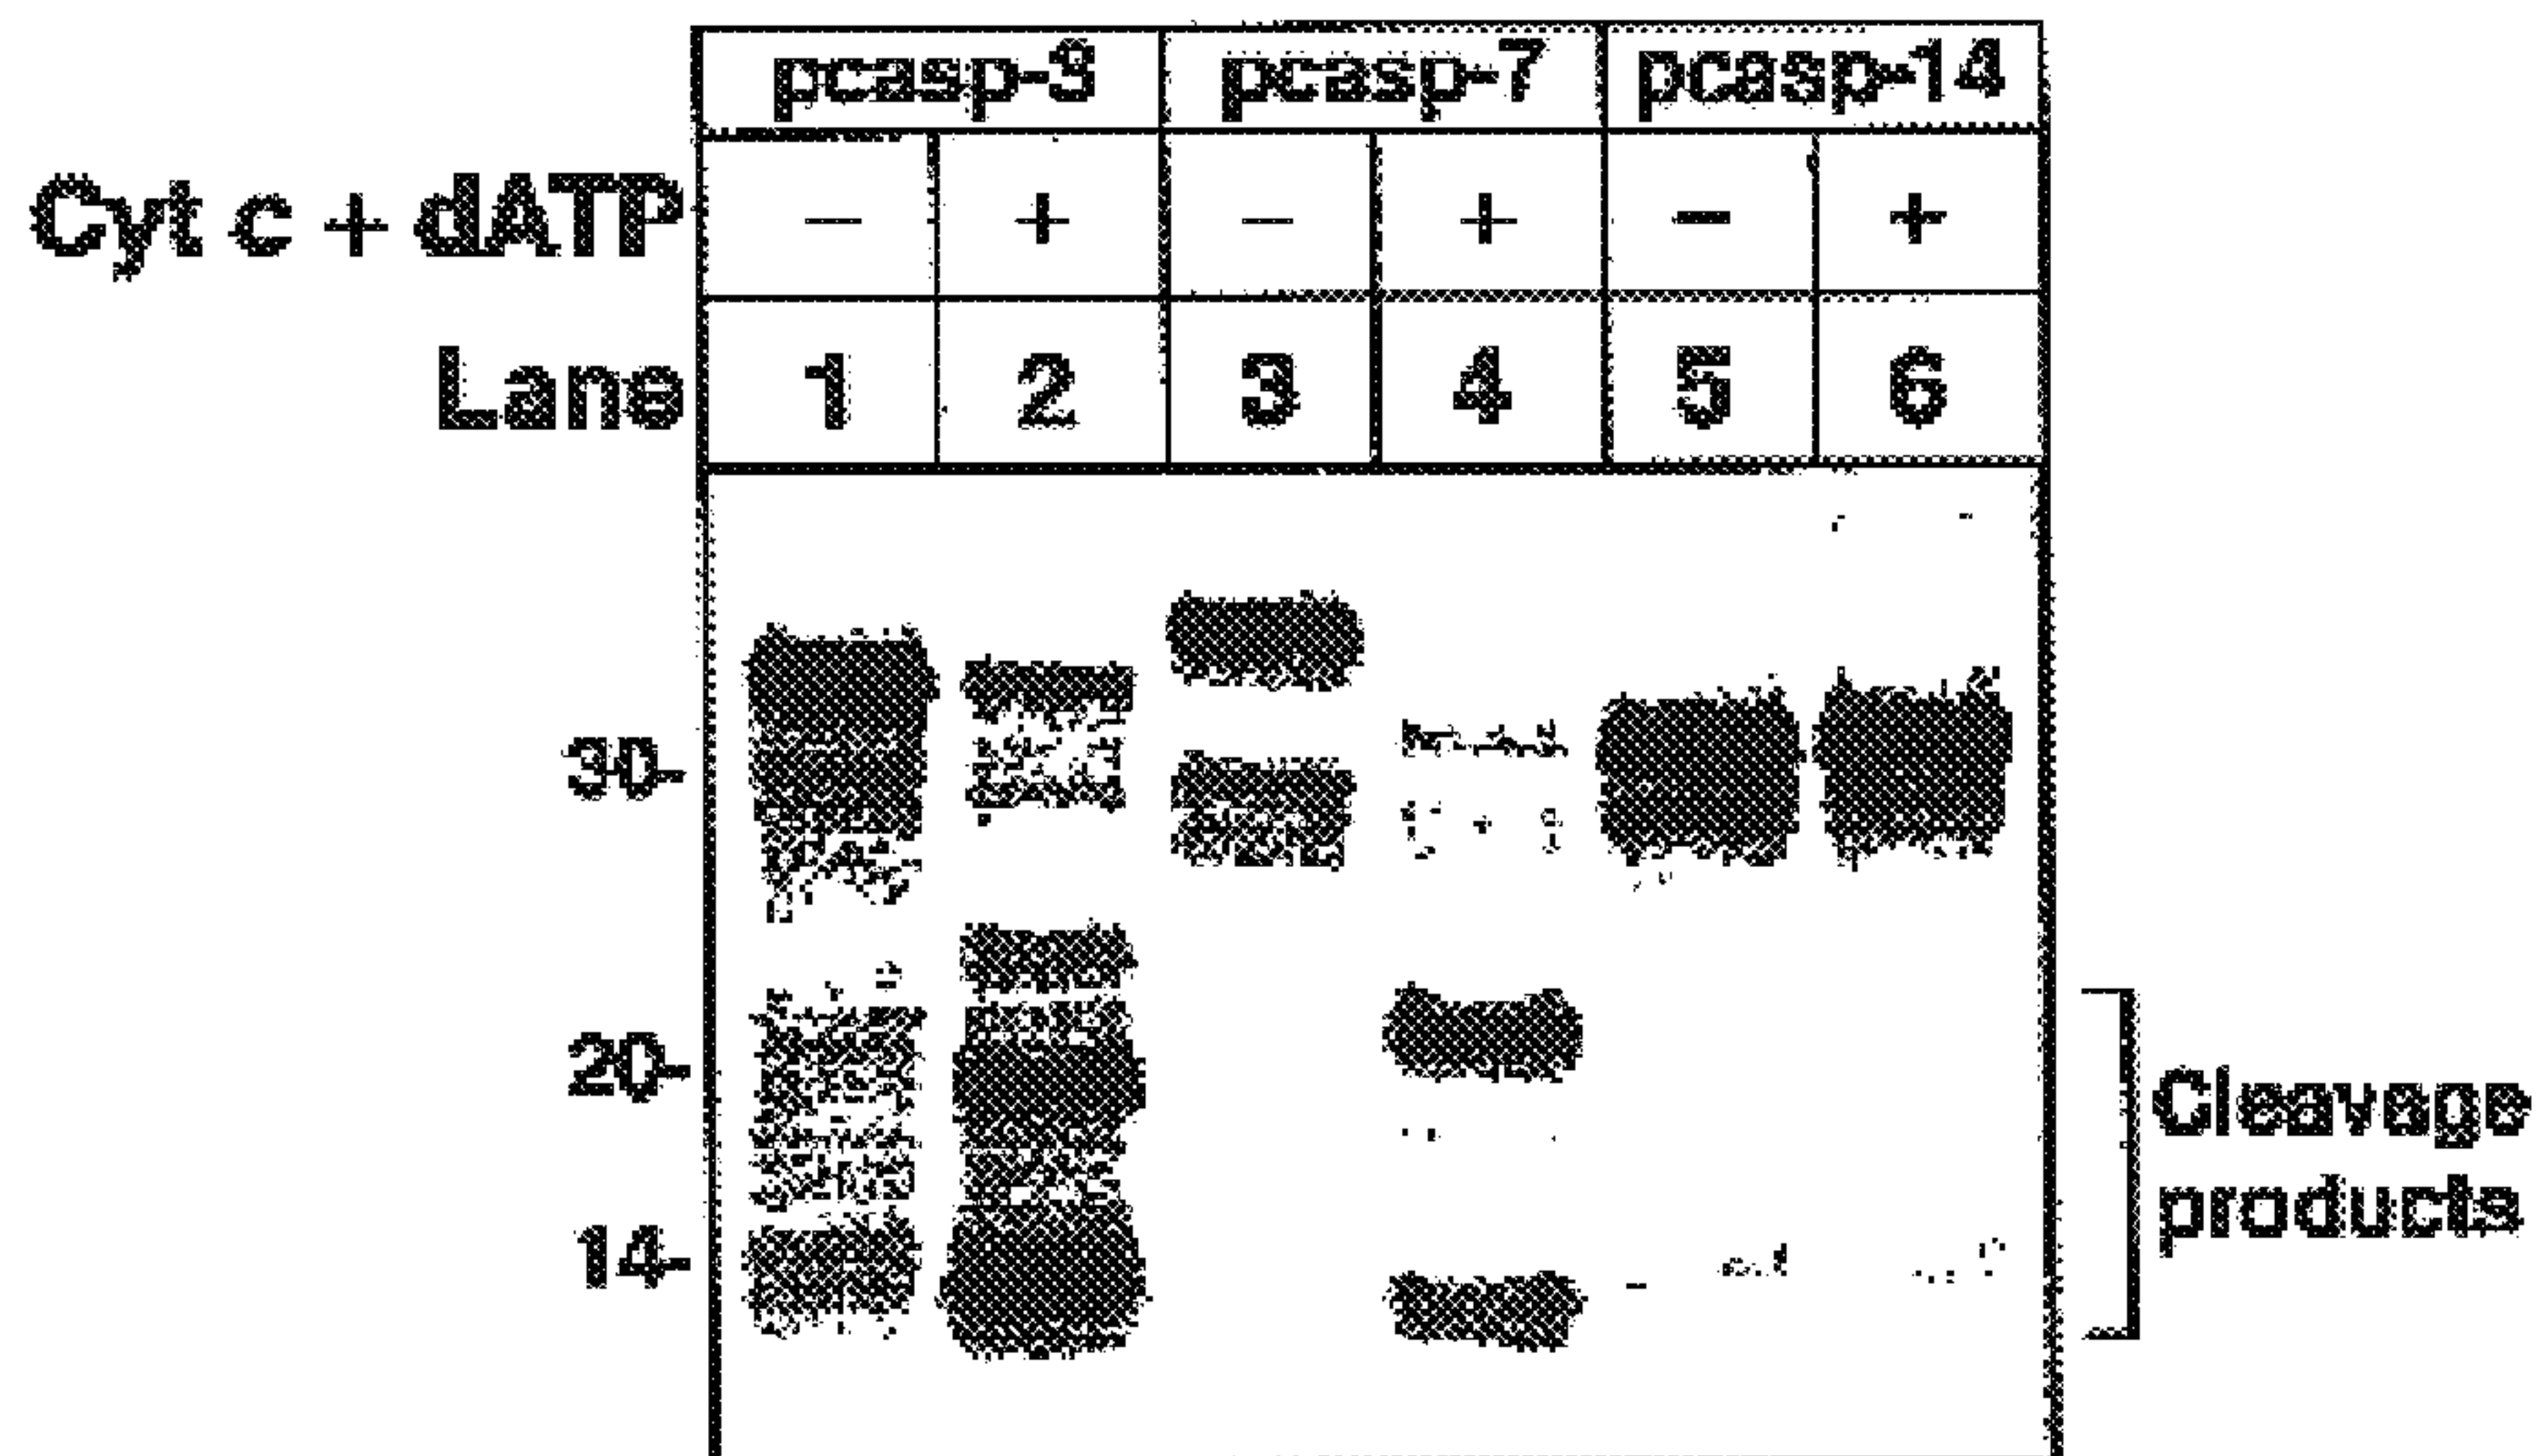 pcasp-3 pcasp-7 pcasp-14
Cyt c + dATP − + − + − +
Lane 1 2 3 4 5 6
30-
20-
14-
Cleavage
products